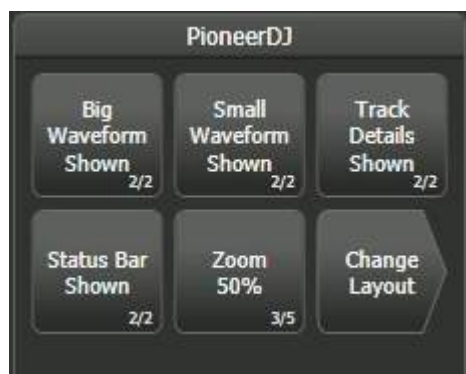 PioneerDJ
Big
Waveform
Shown
2/2
Small
Waveform
Shown
2/2
Track
Details
Shown
2/2
Status Bar
Shown
2/2
Zoom
50%
3/5
Change
Layout